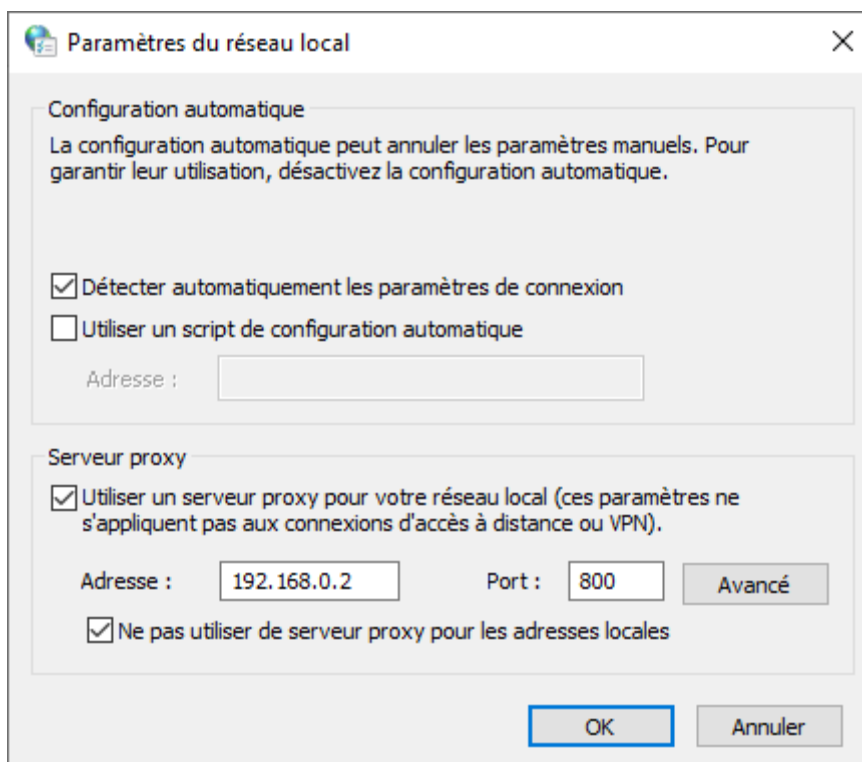 Paramètres du réseau local
Configuration automatique
La configuration automatique peut annuler les paramètres manuels. Pour
garantir leur utilisation, désactivez la configuration automatique.
Détecter automatiquement les paramètres de connexion
Utiliser un script de configuration automatique
Adresse :
Serveur proxy
Utiliser un serveur proxy pour votre réseau local (ces paramètres ne
s'appliquent pas aux connexions d'accès à distance ou VPN).
Adresse : 192.168.0.2 Port : 800 Avancé
Ne pas utiliser de serveur proxy pour les adresses locales
OK Annuler